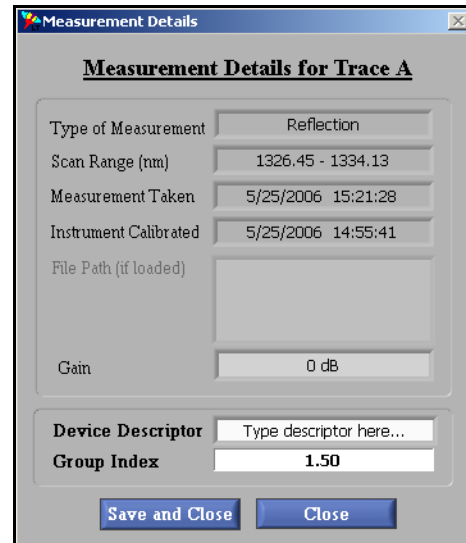 Measurement Details
Measurement Details for Trace A
Type of Measurement Reflection
Scan Range (nm) 1326.45 - 1334.13
Measurement Taken 5/25/2006 15:21:28
Instrument Calibrated 5/25/2006 14:55:41
File Path (if loaded)
Gain 0 dB
Device Descriptor Type descriptor here...
Group Index 1.50
Save and Close Close